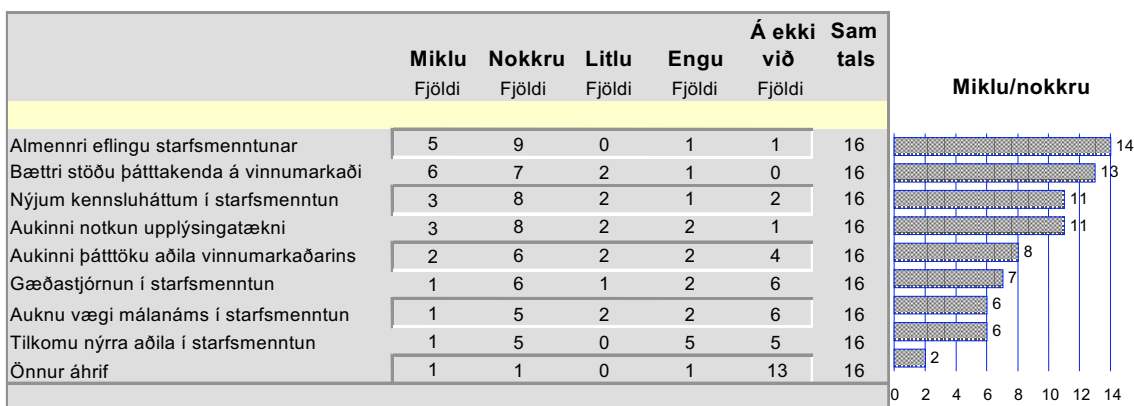 Á ekki Sam
Miklu Nokkru Litlu Engu við tals
Fjöldi Fjöldi Fjöldi Fjöldi Fjöldi
Miklu/nokkru
Almennri eflingu starfsmenntunar 5 9 0 1 1 16 14
Bættri stöðu þátttakenda á vinnumarkaði 6 7 2 1 0 16 13
Nýjum kennsluháttum í starfsmenntun 3 8 2 1 2 16 11
Aukinni notkun upplýsingatækni 3 8 2 2 1 16 11
Aukinni þátttöku aðila vinnumarkaðarins 2 6 2 2 4 16 8
Gæðastjórnun í starfsmenntun 1 6 1 2 6 16 7
Auknu vægi málanáms í starfsmenntun 1 5 2 2 6 16 6
Tilkomu nýrra aðila í starfsmenntun 1 5 0 5 5 16 6
Önnur áhrif 1 1 0 1 13 16 2
0 2 4 6 8 10 12 14